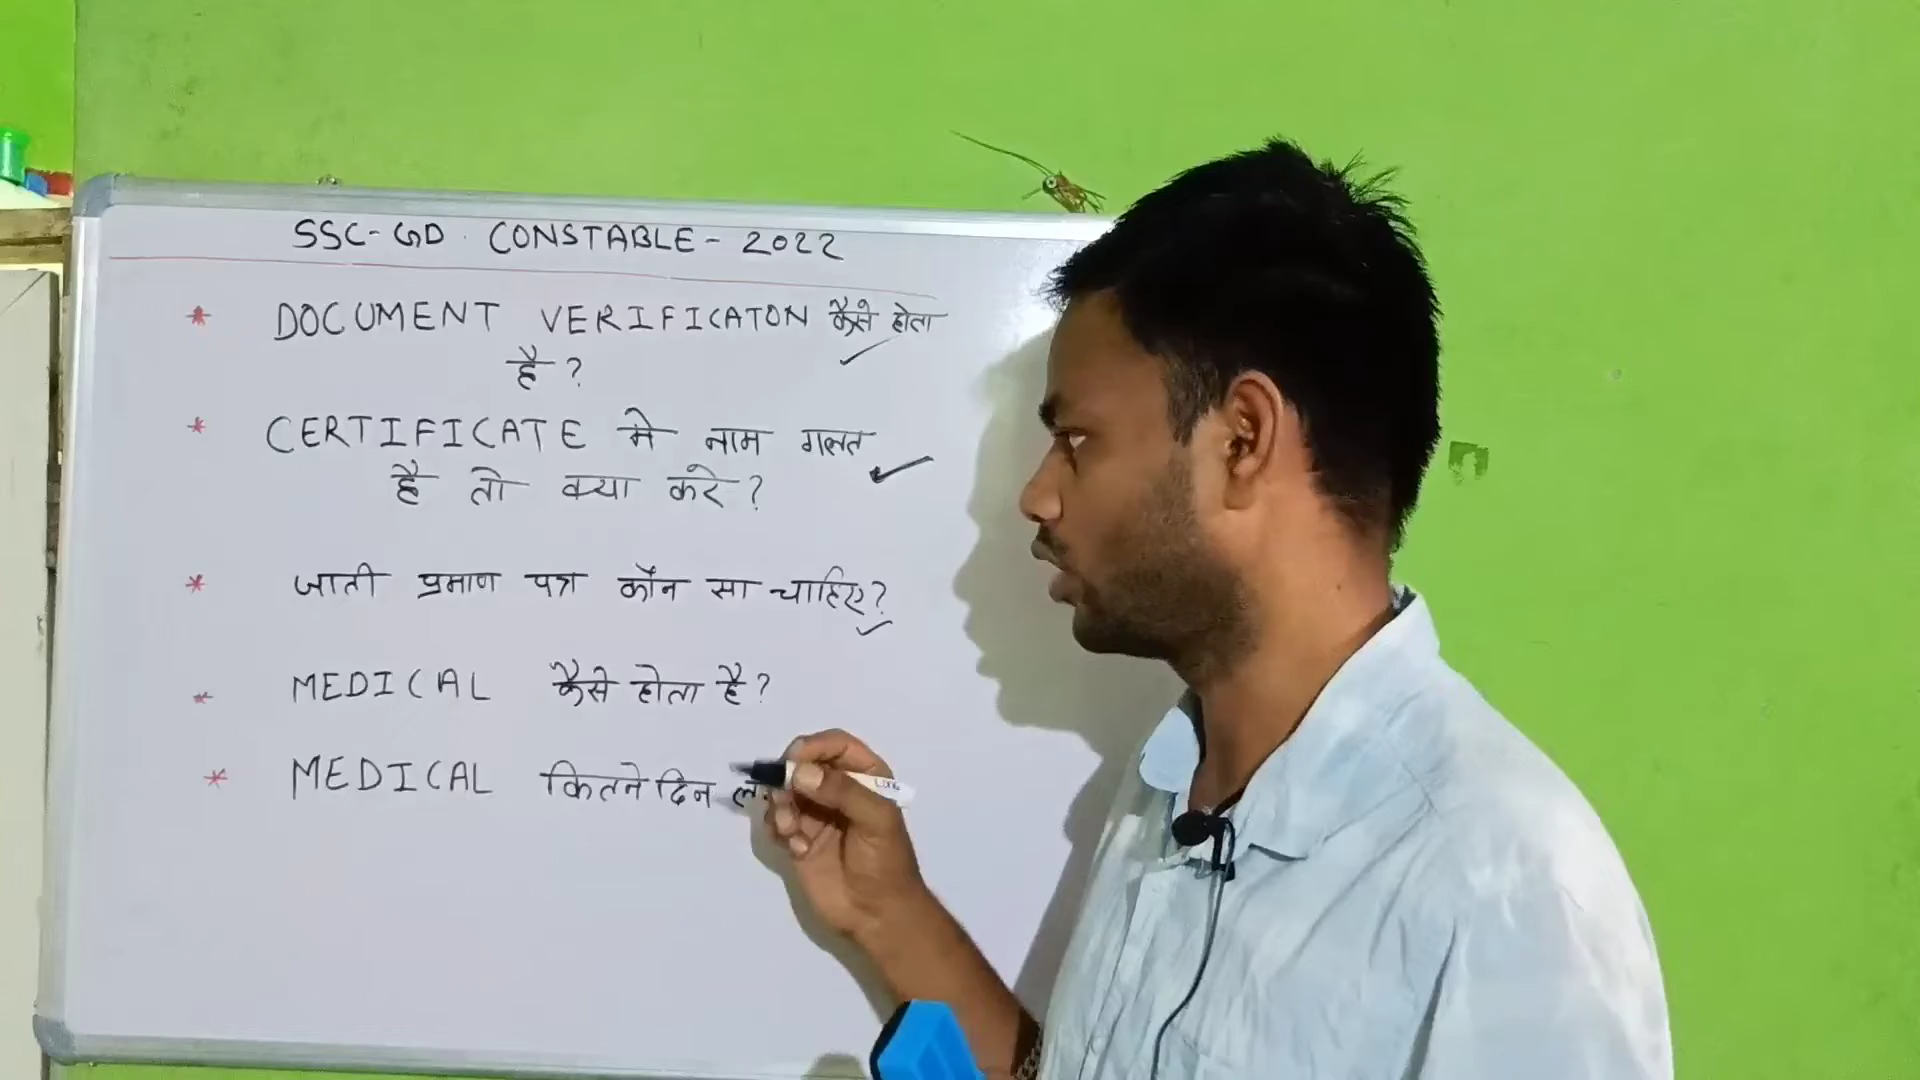 SSC-GD CONSTABLE - 2022
* DOCUMENT VERIFICATON कैसे होता
है ?
* CERTIFICATE मे नाम गलत
है तो क्या करे ?
* जाती प्रमाण पत्र कौन सा चाहिए ?
* MEDICAL कैसे होता है ?
* MEDICAL कितने दिन